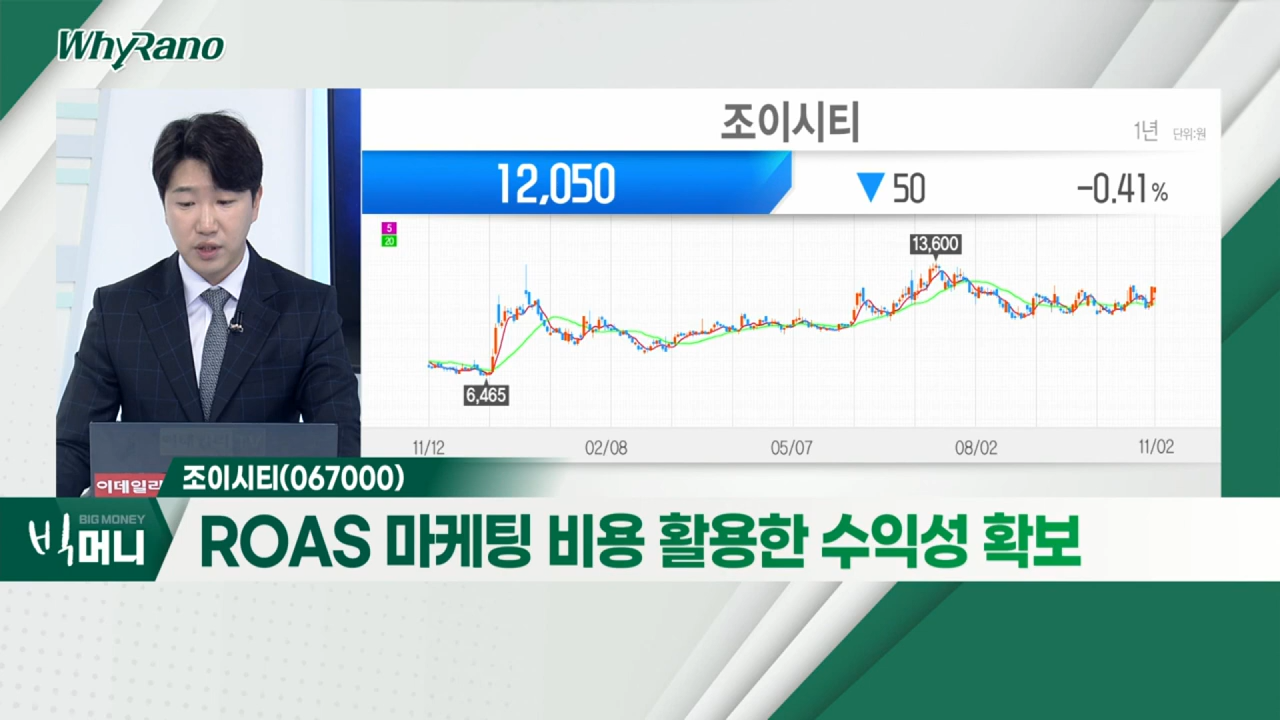 WhyRano
조이시티
1년 단위:원
12,050 ▼50 -0.41%
5
20
13,600
6,465
11/12 02/08 05/07 08/02 11/02
이데일리
조이시티(067000)
빅머니 BIG MONEY
ROAS 마케팅 비용 활용한 수익성 확보